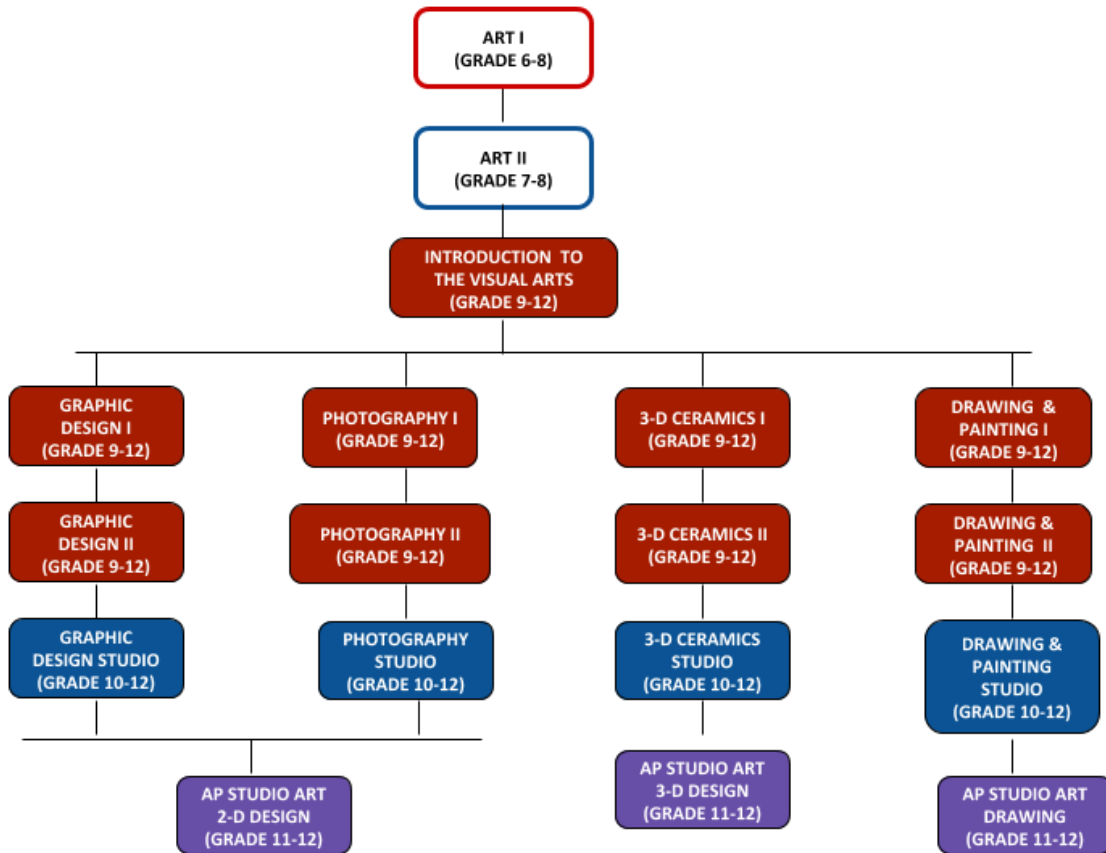 ART I
(GRADE 6-8)
ART II
(GRADE 7-8)
INTRODUCTION TO
THE VISUAL ARTS
(GRADE 9-12)
GRAPHIC
DESIGN I
(GRADE 9-12)
PHOTOGRAPHY I
(GRADE 9-12)
3-D CERAMICS I
(GRADE 9-12)
DRAWING &
PAINTING I
(GRADE 9-12)
GRAPHIC
DESIGN II
(GRADE 9-12)
PHOTOGRAPHY II
(GRADE 9-12)
3-D CERAMICS II
(GRADE 9-12)
DRAWING &
PAINTING II
(GRADE 9-12)
GRAPHIC
DESIGN STUDIO
(GRADE 10-12)
PHOTOGRAPHY
STUDIO
(GRADE 10-12)
3-D CERAMICS
STUDIO
(GRADE 10-12)
DRAWING &
PAINTING
STUDIO
(GRADE 10-12)
AP STUDIO ART
2-D DESIGN
(GRADE 11-12)
AP STUDIO ART
3-D DESIGN
(GRADE 11-12)
AP STUDIO ART
DRAWING
(GRADE 11-12)